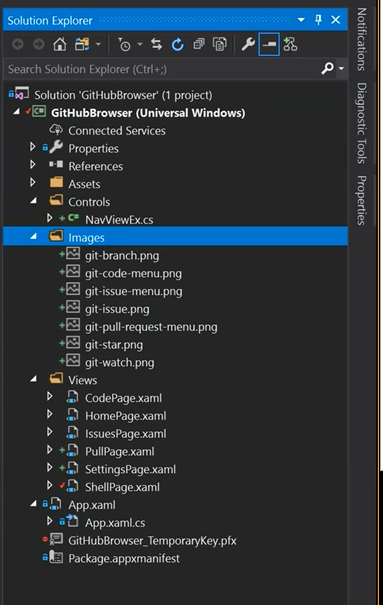 Solution Explorer
Search Solution Explorer (Ctrl+;)
Solution 'GitHubBrowser' (1 project)
GitHubBrowser (Universal Windows)
Connected Services
Properties
References
Assets
Controls
NavViewEx.cs
Images
git-branch.png
git-code-menu.png
git-issue-menu.png
git-issue.png
git-pull-request-menu.png
git-star.png
git-watch.png
Views
CodePage.xaml
HomePage.xaml
IssuesPage.xaml
PullPage.xaml
SettingsPage.xaml
ShellPage.xaml
App.xaml
App.xaml.cs
GitHubBrowser_TemporaryKey.pfx
Package.appxmanifest
Notifications
Diagnostic Tools
Properties